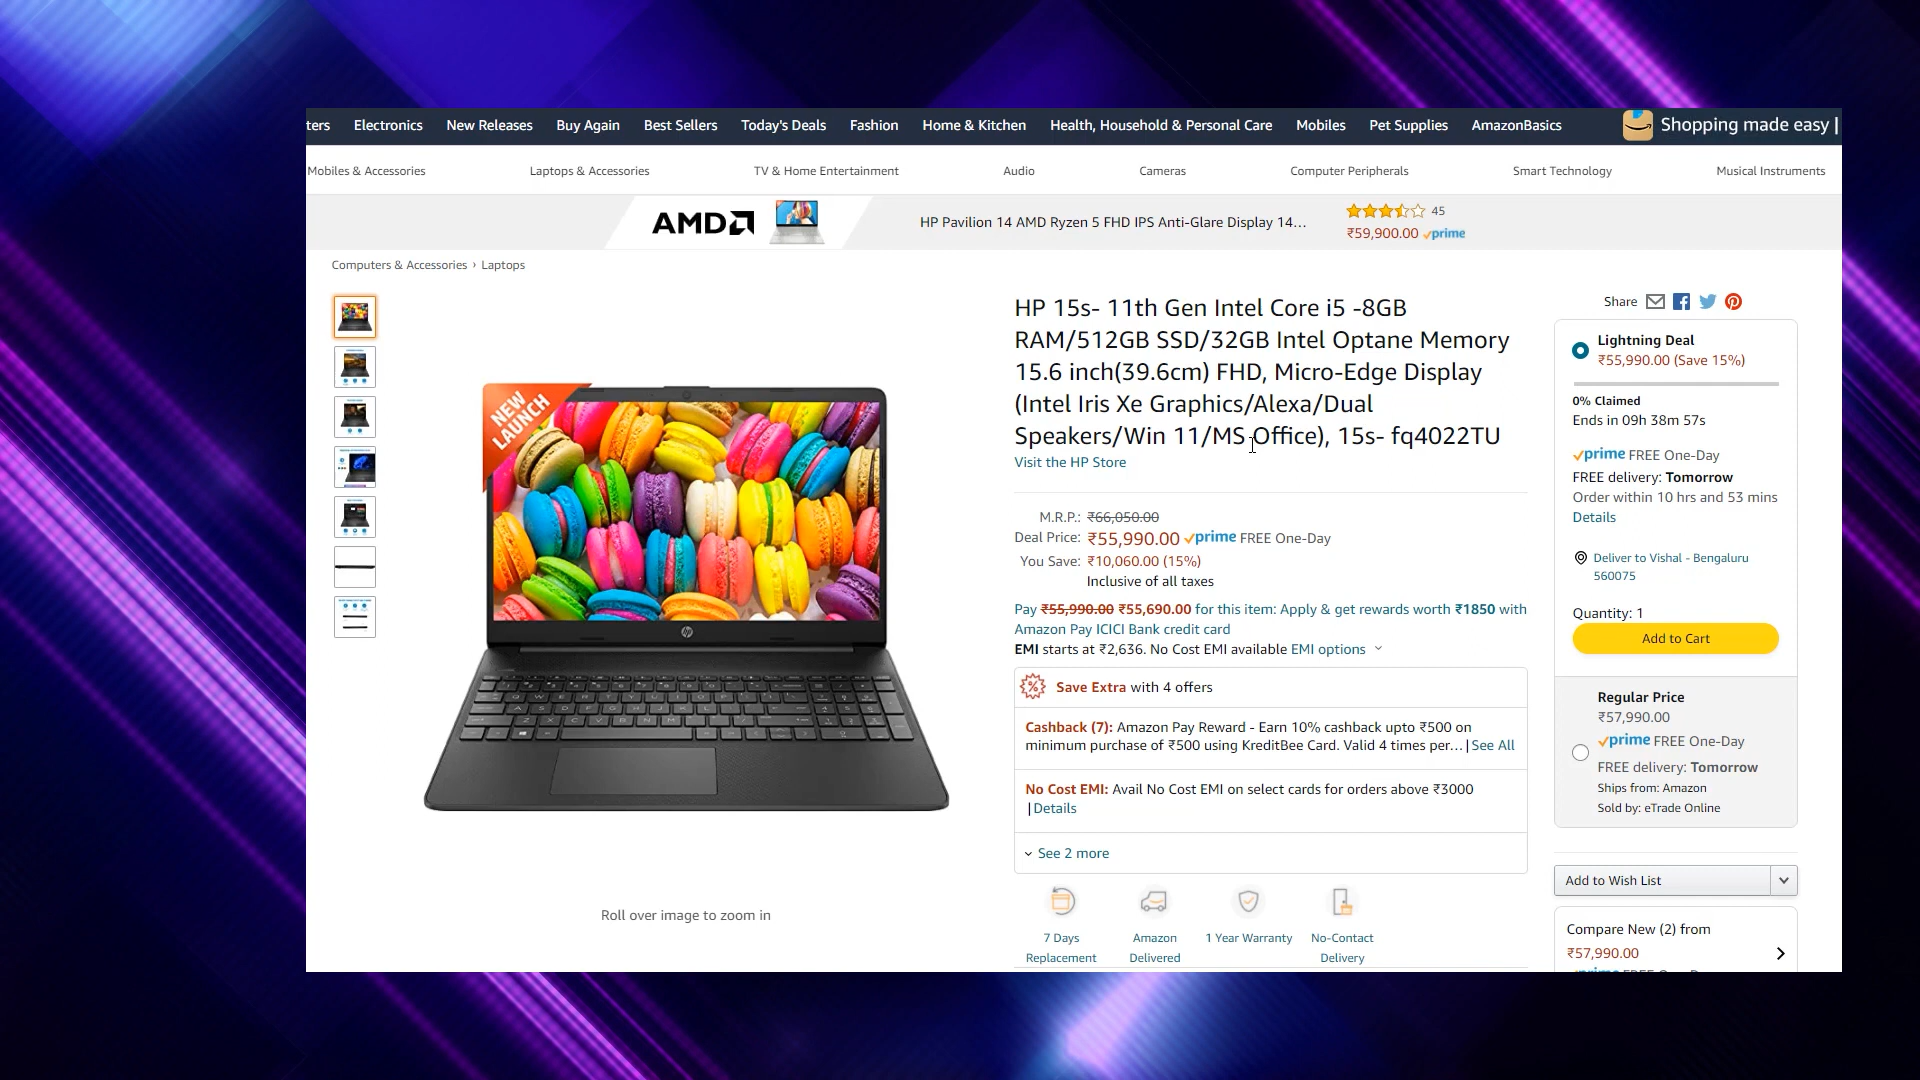 ters Electronics New Releases Buy Again Best Sellers Today's Deals Fashion Home & Kitchen Health, Household & Personal Care Mobiles Pet Supplies AmazonBasics Shopping made easy |
Mobiles & Accessories Laptops & Accessories TV & Home Entertainment Audio Cameras Computer Peripherals Smart Technology Musical Instruments
AMD HP Pavilion 14 AMD Ryzen 5 FHD IPS Anti-Glare Display 14... 45
₹59,900.00 prime
Computers & Accessories › Laptops
NEW
LAUNCH
hp
Roll over image to zoom in
HP 15s- 11th Gen Intel Core i5 -8GB
RAM/512GB SSD/32GB Intel Optane Memory
15.6 inch(39.6cm) FHD, Micro-Edge Display
(Intel Iris Xe Graphics/Alexa/Dual
Speakers/Win 11/MS Office), 15s- fq4022TU
Visit the HP Store
M.R.P.: ₹66,050.00
Deal Price: ₹55,990.00 prime FREE One-Day
You Save: ₹10,060.00 (15%)
Inclusive of all taxes
Pay ₹55,990.00 ₹55,690.00 for this item: Apply & get rewards worth ₹1850 with
Amazon Pay ICICI Bank credit card
EMI starts at ₹2,636. No Cost EMI available EMI options
Save Extra with 4 offers
Cashback (7): Amazon Pay Reward - Earn 10% cashback upto ₹500 on
minimum purchase of ₹500 using KreditBee Card. Valid 4 times per... | See All
No Cost EMI: Avail No Cost EMI on select cards for orders above ₹3000
| Details
See 2 more
7 Days
Replacement
Amazon
Delivered
1 Year Warranty
No-Contact
Delivery
Share
Lightning Deal
₹55,990.00 (Save 15%)
0% Claimed
Ends in 09h 38m 57s
prime FREE One-Day
FREE delivery: Tomorrow
Order within 10 hrs and 53 mins
Details
Deliver to Vishal - Bengaluru
560075
Quantity: 1
Add to Cart
Regular Price
₹57,990.00
prime FREE One-Day
FREE delivery: Tomorrow
Ships from: Amazon
Sold by: eTrade Online
Add to Wish List
Compare New (2) from
₹57,990.00